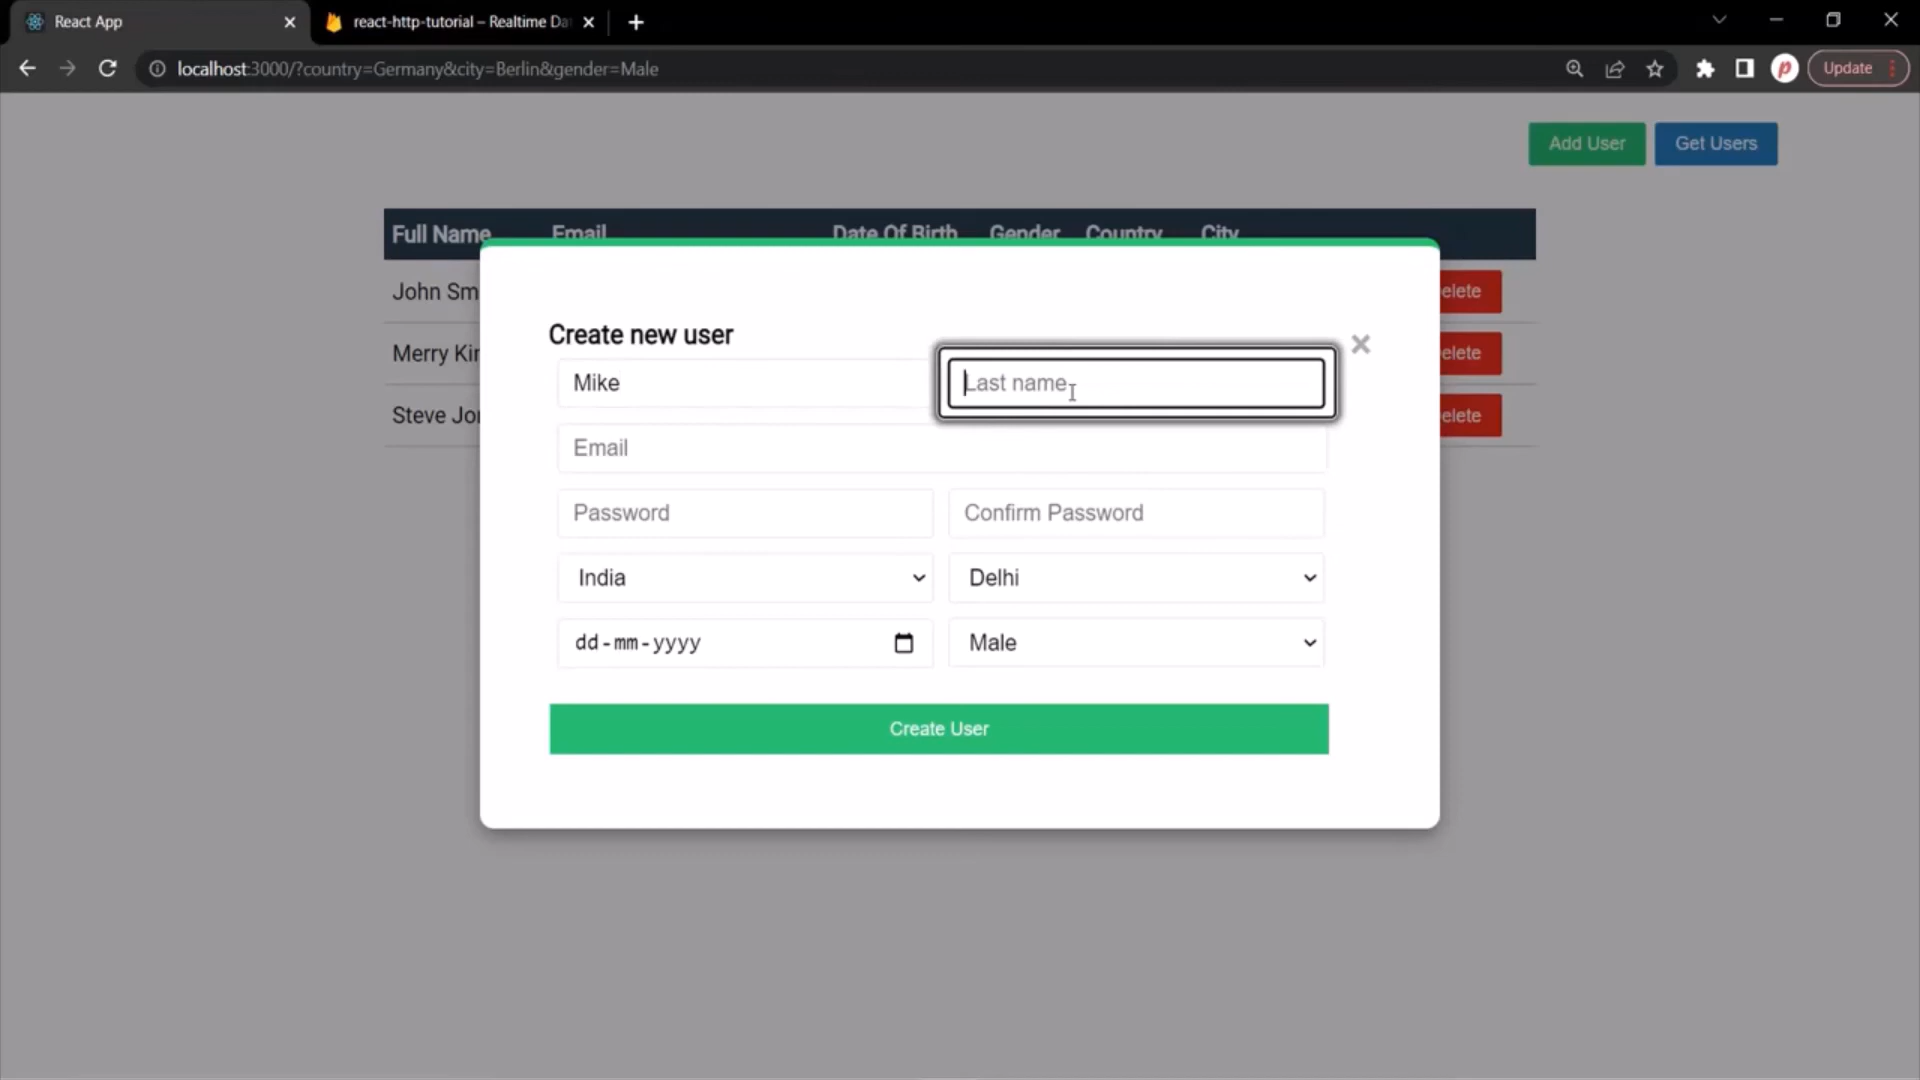 React App
react-http-tutorial – Realtime Da
localhost:3000/?country=Germany&city=Berlin&gender=Male
Update
Add User Get Users
Full Name Email Date Of Birth Gender Country City
John Sm elete
Merry Kin elete
Steve Jon elete
Create new user
Mike Last name
Email
Password Confirm Password
India Delhi
dd-mm-yyyy Male
Create User